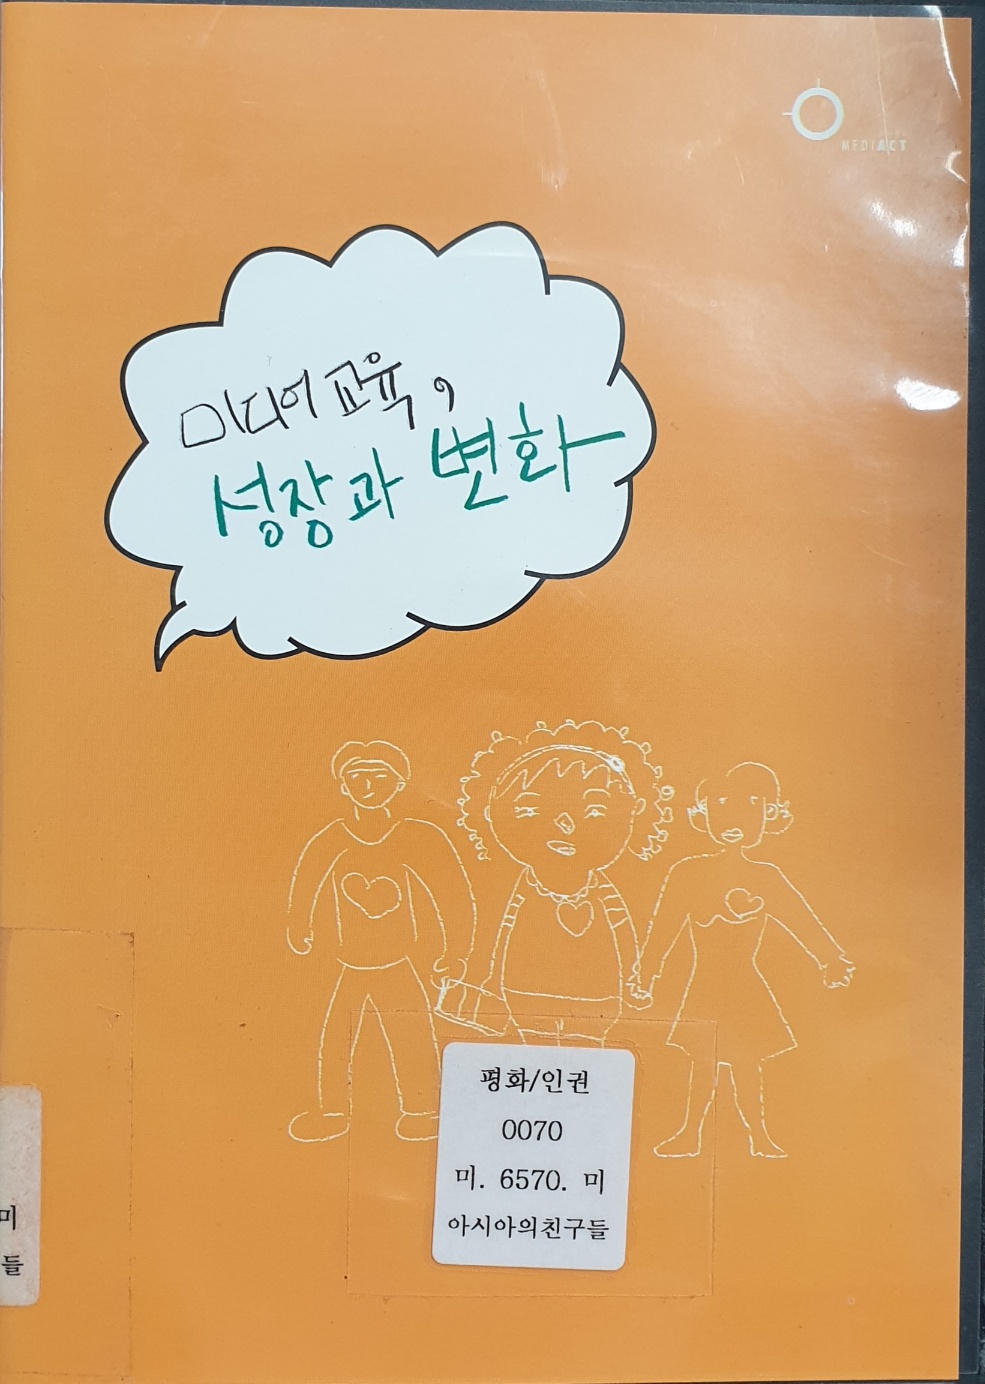 MEDIACT
미디어 교육,
성장과 변화
평화/인권
0070
미. 6570. 미
아시아의친구들
미
들